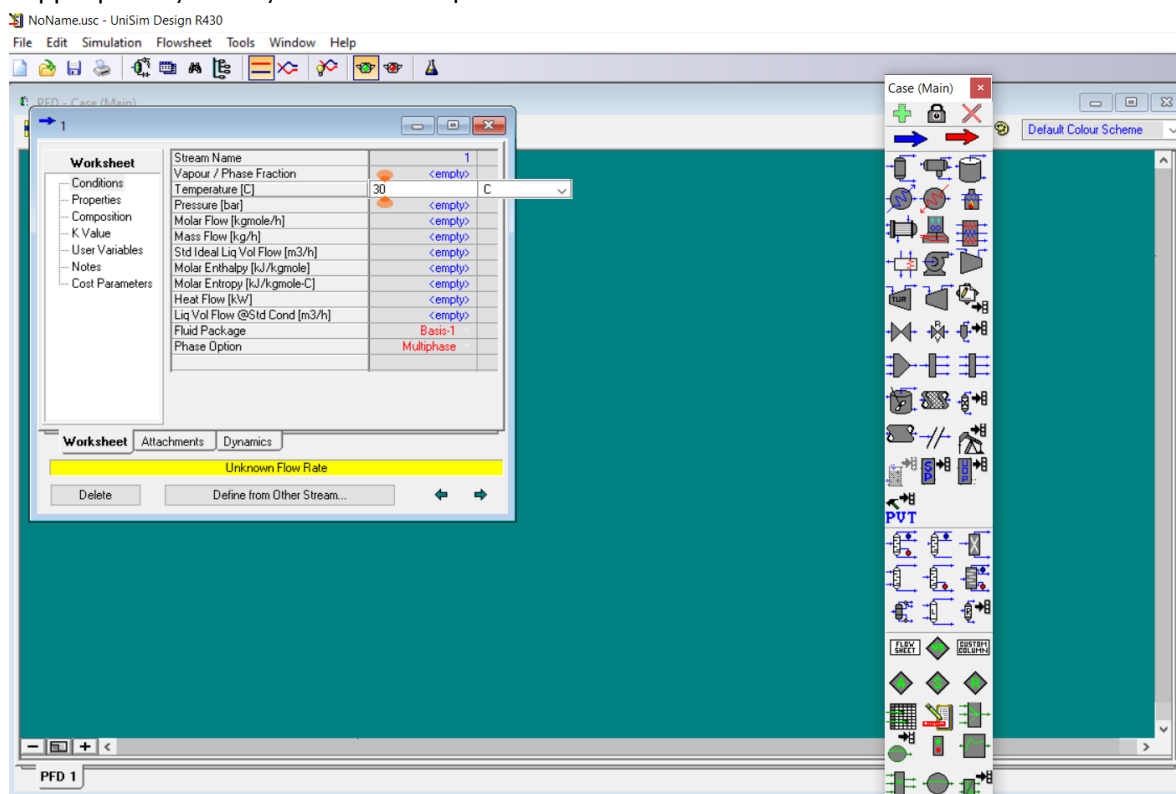 NoName.usc - UniSim Design R430
File Edit Simulation Flowsheet Tools Window Help
Case (Main)
PFD - Case (Main)
1
Default Colour Scheme
Worksheet
Conditions
Properties
Composition
K Value
User Variables
Notes
Cost Parameters
Stream Name 1
Vapour / Phase Fraction <empty>
Temperature [C] 30 C
Pressure [bar] <empty>
Molar Flow [kgmole/h] <empty>
Mass Flow [kg/h] <empty>
Std Ideal Liq Vol Flow [m3/h] <empty>
Molar Enthalpy [kJ/kgmole] <empty>
Molar Entropy [kJ/kgmole-C] <empty>
Heat Flow [kW] <empty>
Liq Vol Flow @Std Cond [m3/h] <empty>
Fluid Package Basis-1
Phase Option Multiphase
Worksheet Attachments Dynamics
Unknown Flow Rate
Delete Define from Other Stream...
TUR
PVT
FLOW SHEET
CUSTOM COLUMN
PFD 1